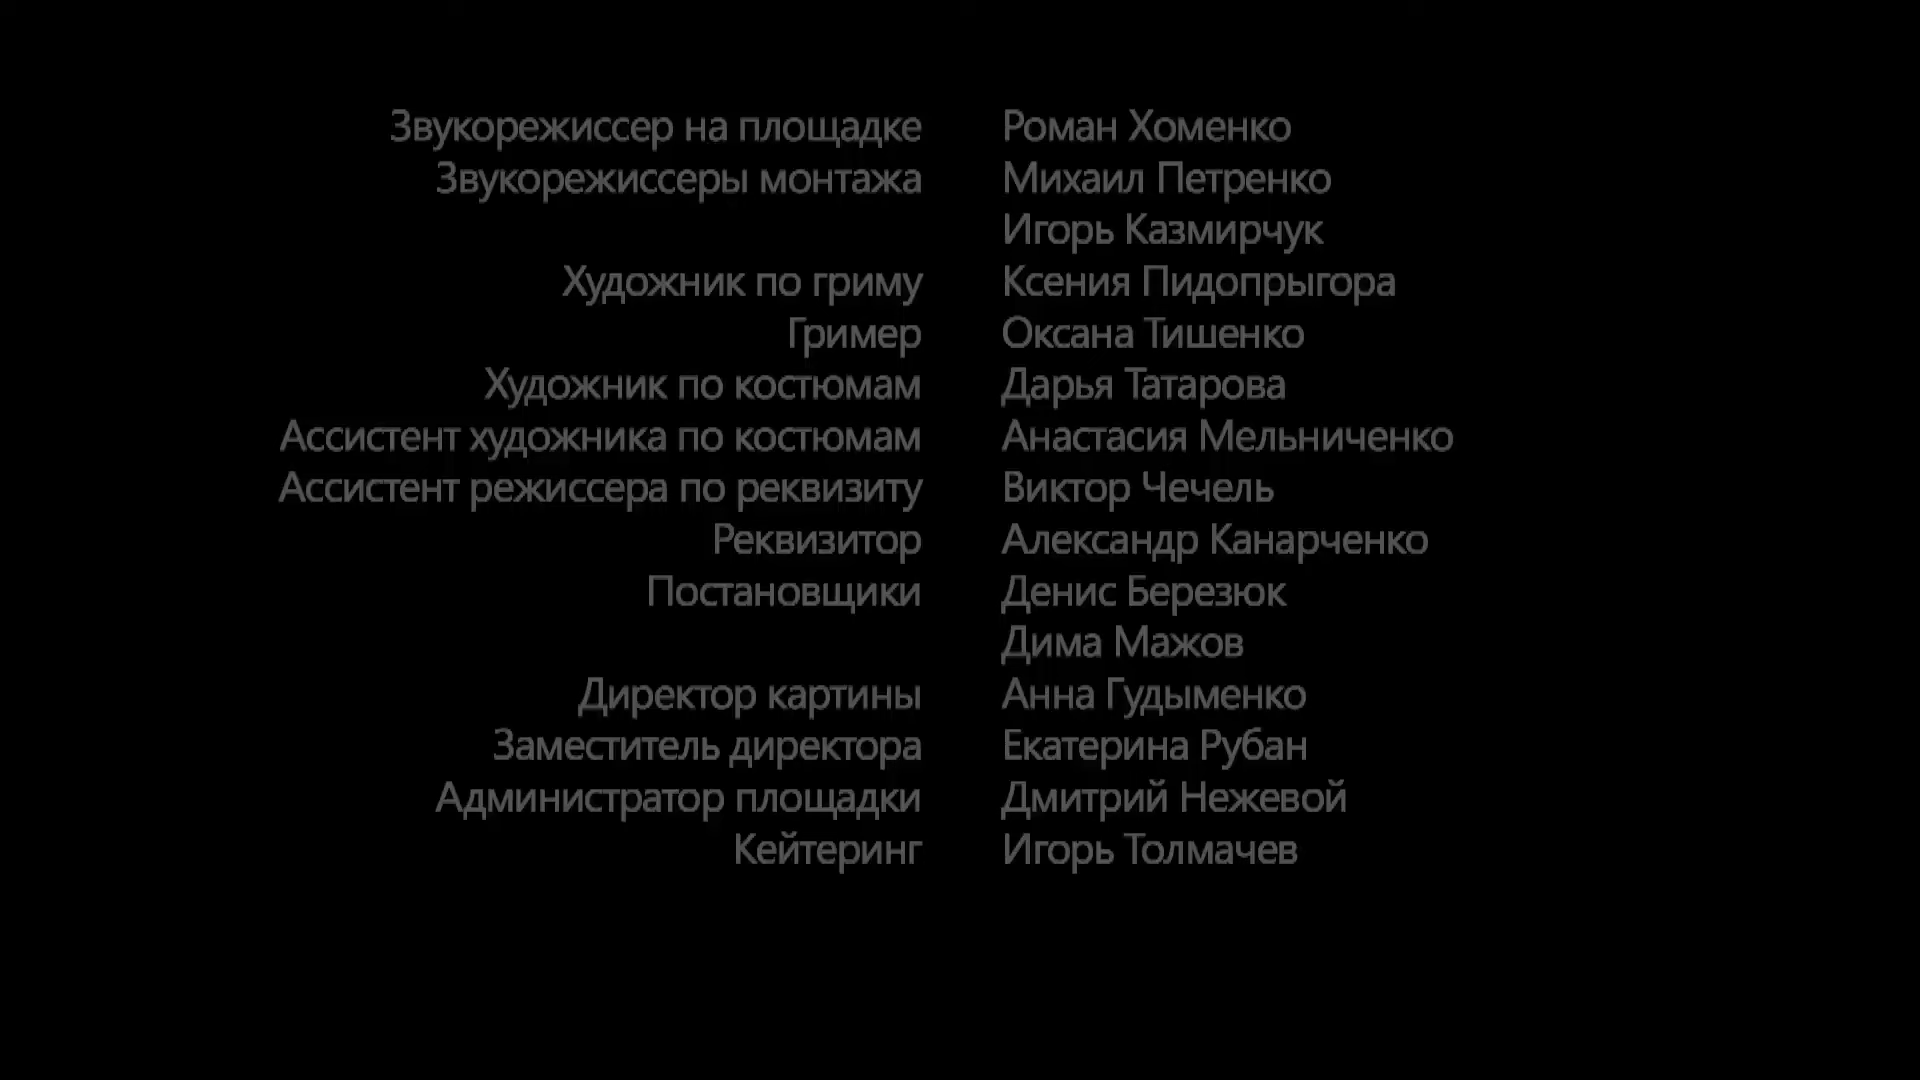 Звукорежиссер на площадке Роман Хоменко
Звукорежиссеры монтажа Михаил Петренко
Игорь Казмирчук
Художник по гриму Ксения Пидопрыгора
Гример Оксана Тишенко
Художник по костюмам Дарья Татарова
Ассистент художника по костюмам Анастасия Мельниченко
Ассистент режиссера по реквизиту Виктор Чечель
Реквизитор Александр Канарченко
Постановщики Денис Березюк
Дима Мажов
Директор картины Анна Гудыменко
Заместитель директора Екатерина Рубан
Администратор площадки Дмитрий Нежевой
Кейтеринг Игорь Толмачев